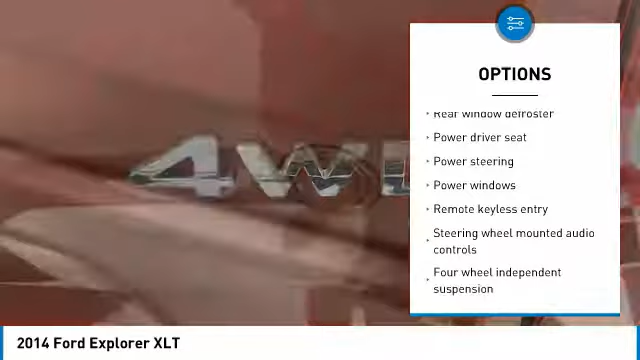 4W
OPTIONS
Rear window defroster
Power driver seat
Power steering
Power windows
Remote keyless entry
Steering wheel mounted audio
controls
Four wheel independent
suspension
2014 Ford Explorer XLT